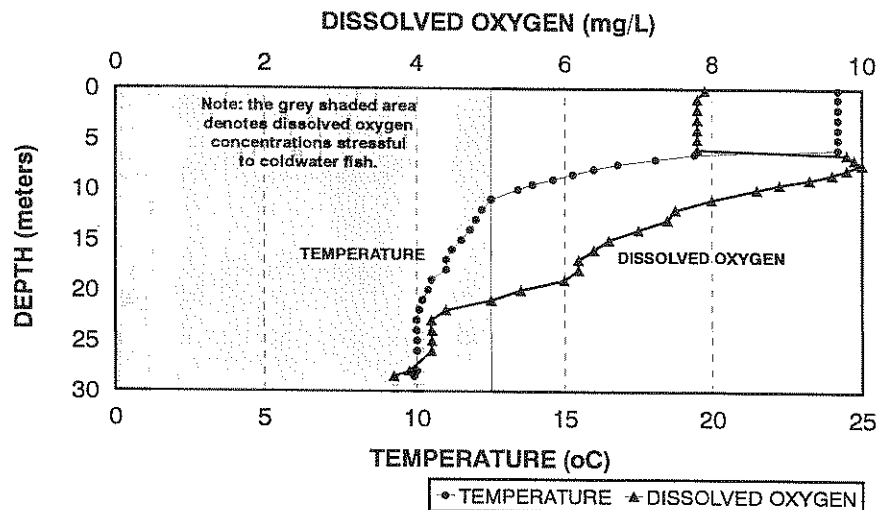 DISSOLVED OXYGEN (mg/L)
0 2 4 6 8 10
0
5
10
15
20
25
30
DEPTH (meters)
Note: the grey shaded area
denotes dissolved oxygen
concentrations stressful
to coldwater fish.
TEMPERATURE
DISSOLVED OXYGEN
0 5 10 15 20 25
TEMPERATURE (oC)
TEMPERATURE DISSOLVED OXYGEN